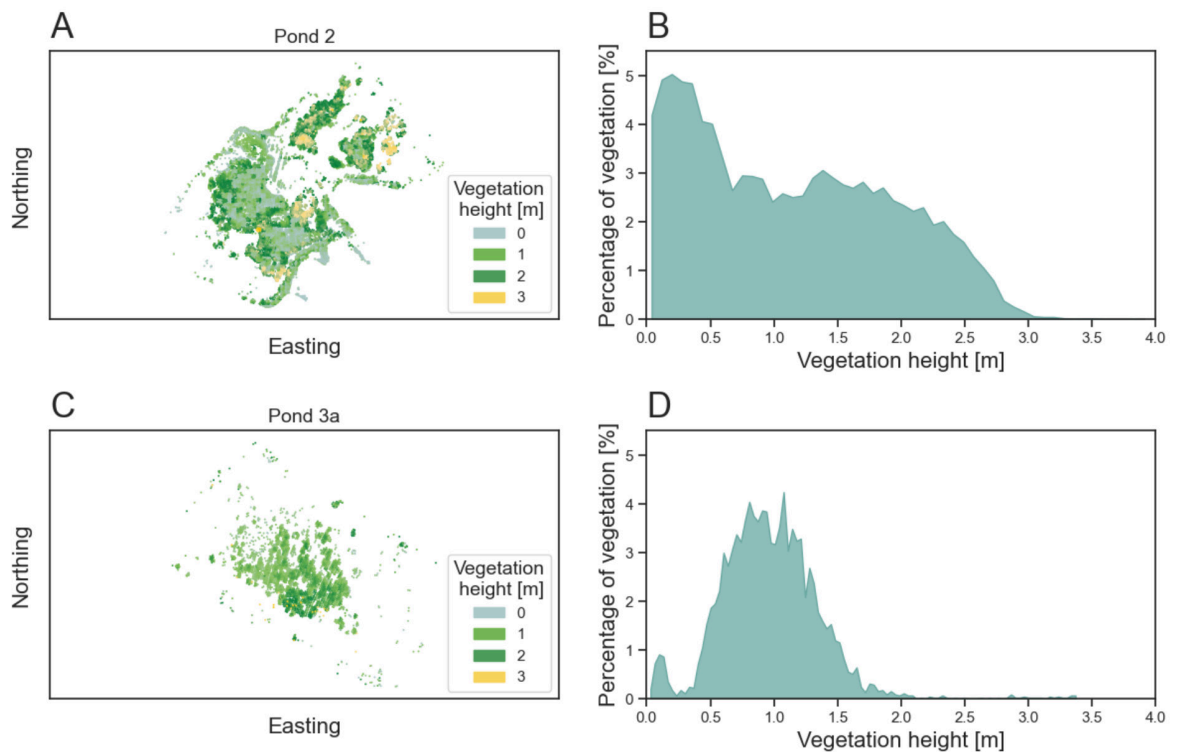 A
Pond 2
Northing
Vegetation
height [m]
0
1
2
3
Easting
B
Percentage of vegetation [%]
5
4
3
2
1
0
0.0 0.5 1.0 1.5 2.0 2.5 3.0 3.5 4.0
Vegetation height [m]
C
Pond 3a
Northing
Vegetation
height [m]
0
1
2
3
Easting
D
Percentage of vegetation [%]
5
4
3
2
1
0
0.0 0.5 1.0 1.5 2.0 2.5 3.0 3.5 4.0
Vegetation height [m]